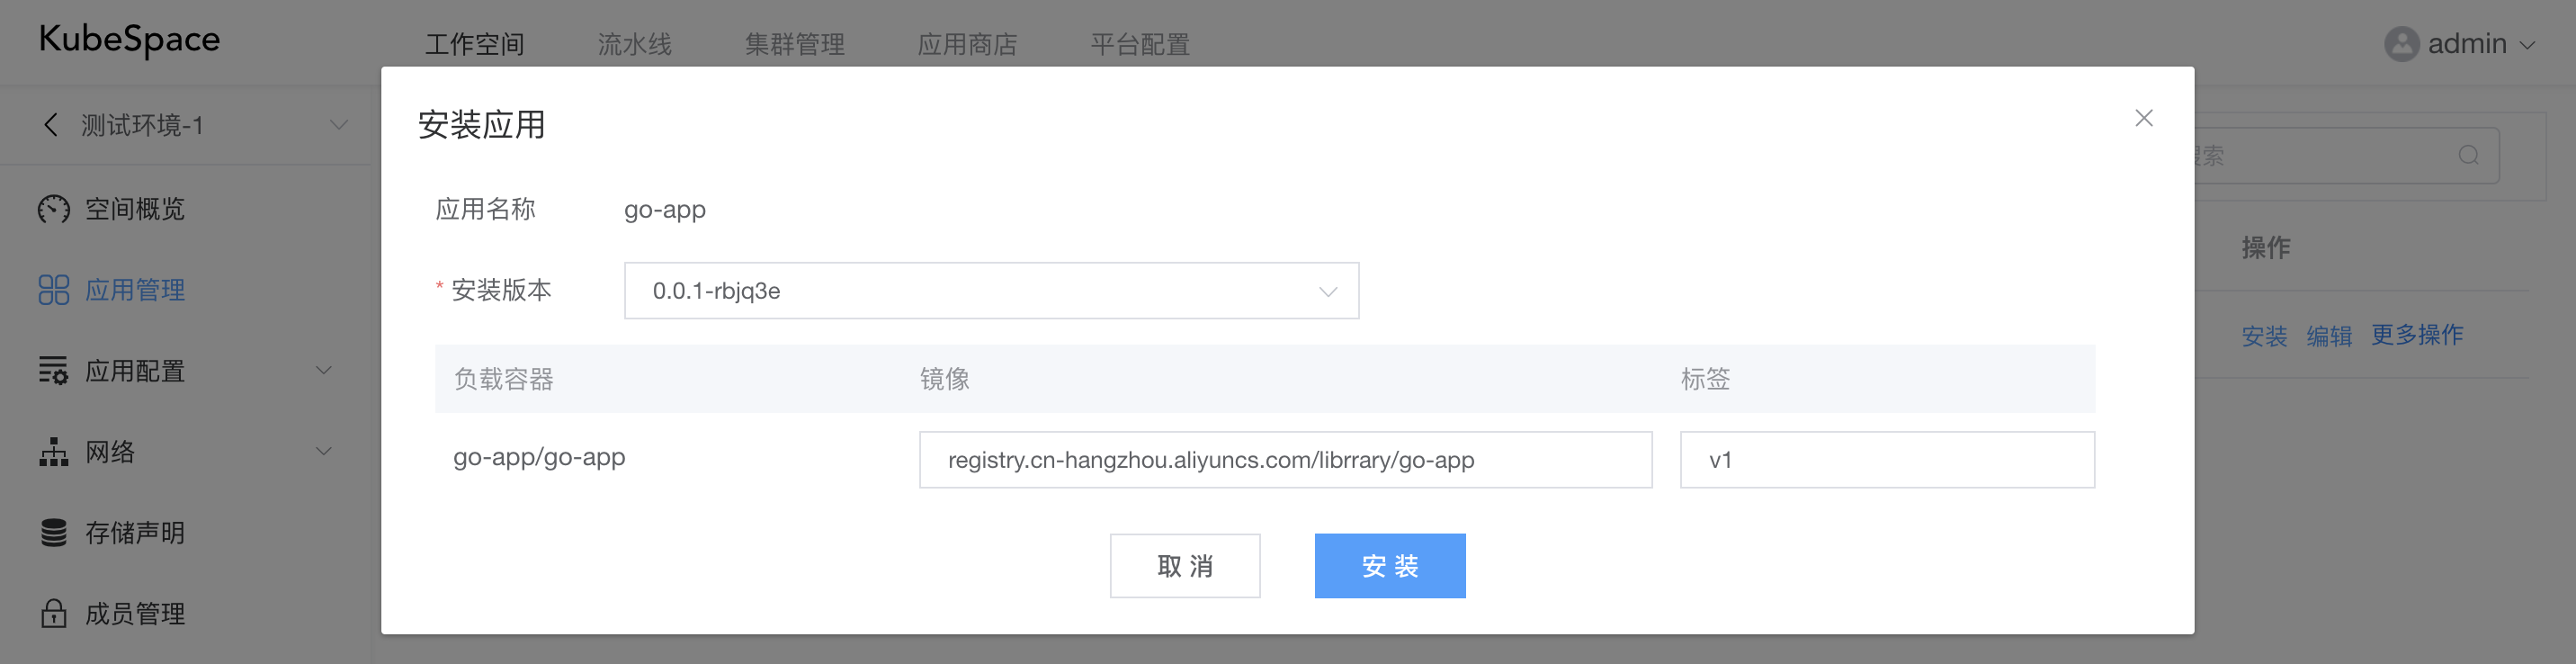 KubeSpace
工作空间 流水线 集群管理 应用商店 平台配置
admin
测试环境-1
空间概览
应用管理
应用配置
网络
存储声明
成员管理
安装应用
应用名称 go-app
* 安装版本 0.0.1-rbjq3e
负载容器 镜像 标签
go-app/go-app registry.cn-hangzhou.aliyuncs.com/librrary/go-app v1
取 消 安 装
索
操作
安装 编辑 更多操作